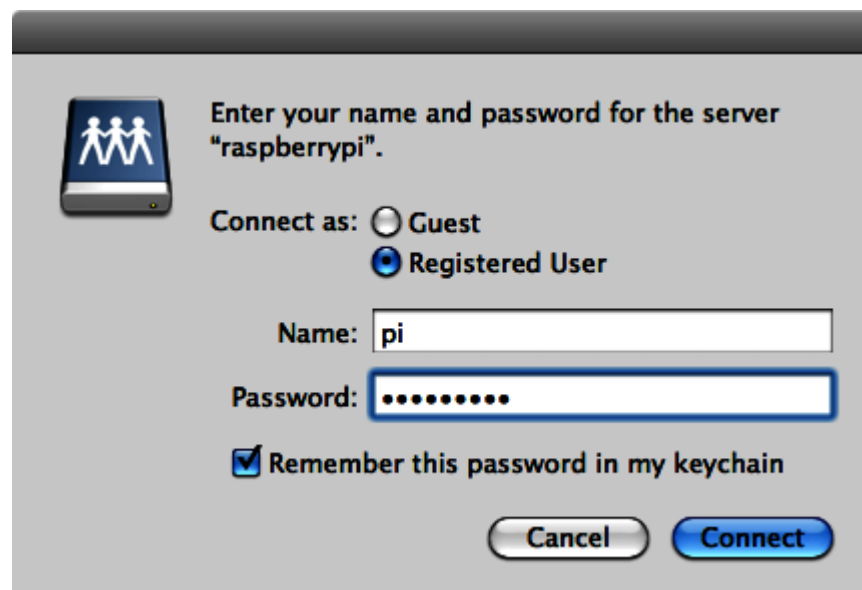 Enter your name and password for the server
“raspberrypi”.
Connect as: Guest
Registered User
Name: pi
Password: •••••••••
Remember this password in my keychain
Cancel Connect